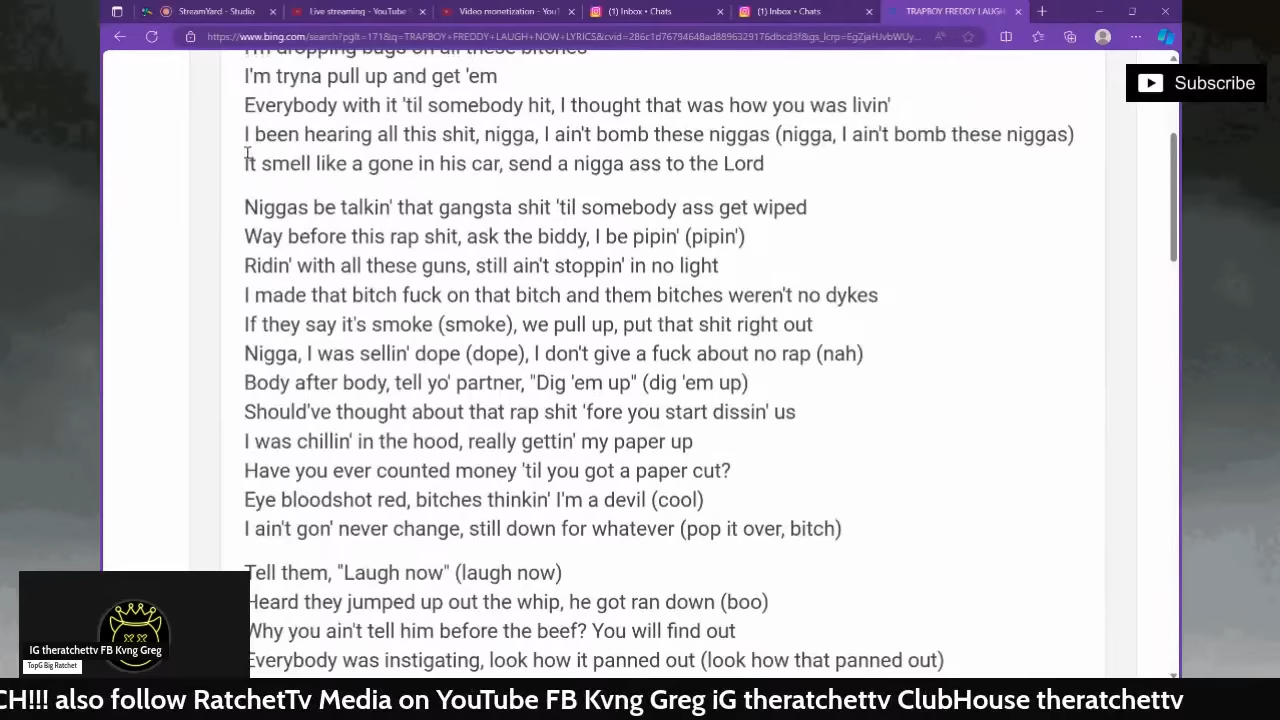 StreamYard - Studio
Live streaming - YouTube
Video monetization - You
(1) Inbox • Chats
(1) Inbox • Chats
TRAPBOY FREDDY LAUGH
I'm dropping bags on all these bitches
I'm tryna pull up and get 'em
Everybody with it 'til somebody hit, I thought that was how you was livin'
I been hearing all this shit, nigga, I ain't bomb these niggas (nigga, I ain't bomb these niggas)
It smell like a gone in his car, send a nigga ass to the Lord
Niggas be talkin' that gangsta shit 'til somebody ass get wiped
Way before this rap shit, ask the biddy, I be pipin' (pipin')
Ridin' with all these guns, still ain't stoppin' in no light
I made that bitch fuck on that bitch and them bitches weren't no dykes
If they say it's smoke (smoke), we pull up, put that shit right out
Nigga, I was sellin' dope (dope), I don't give a fuck about no rap (nah)
Body after body, tell yo' partner, "Dig 'em up" (dig 'em up)
Should've thought about that rap shit 'fore you start dissin' us
I was chillin' in the hood, really gettin' my paper up
Have you ever counted money 'til you got a paper cut?
Eye bloodshot red, bitches thinkin' I'm a devil (cool)
I ain't gon' never change, still down for whatever (pop it over, bitch)
Tell them, "Laugh now" (laugh now)
Heard they jumped up out the whip, he got ran down (boo)
Why you ain't tell him before the beef? You will find out
Everybody was instigating, look how it panned out (look how that panned out)
Subscribe
IG theratchettv FB Kvng Greg
TopG Big Ratchet
CH!!! also follow RatchetTv Media on YouTube FB Kvng Greg iG theratchettv ClubHouse theratchettv